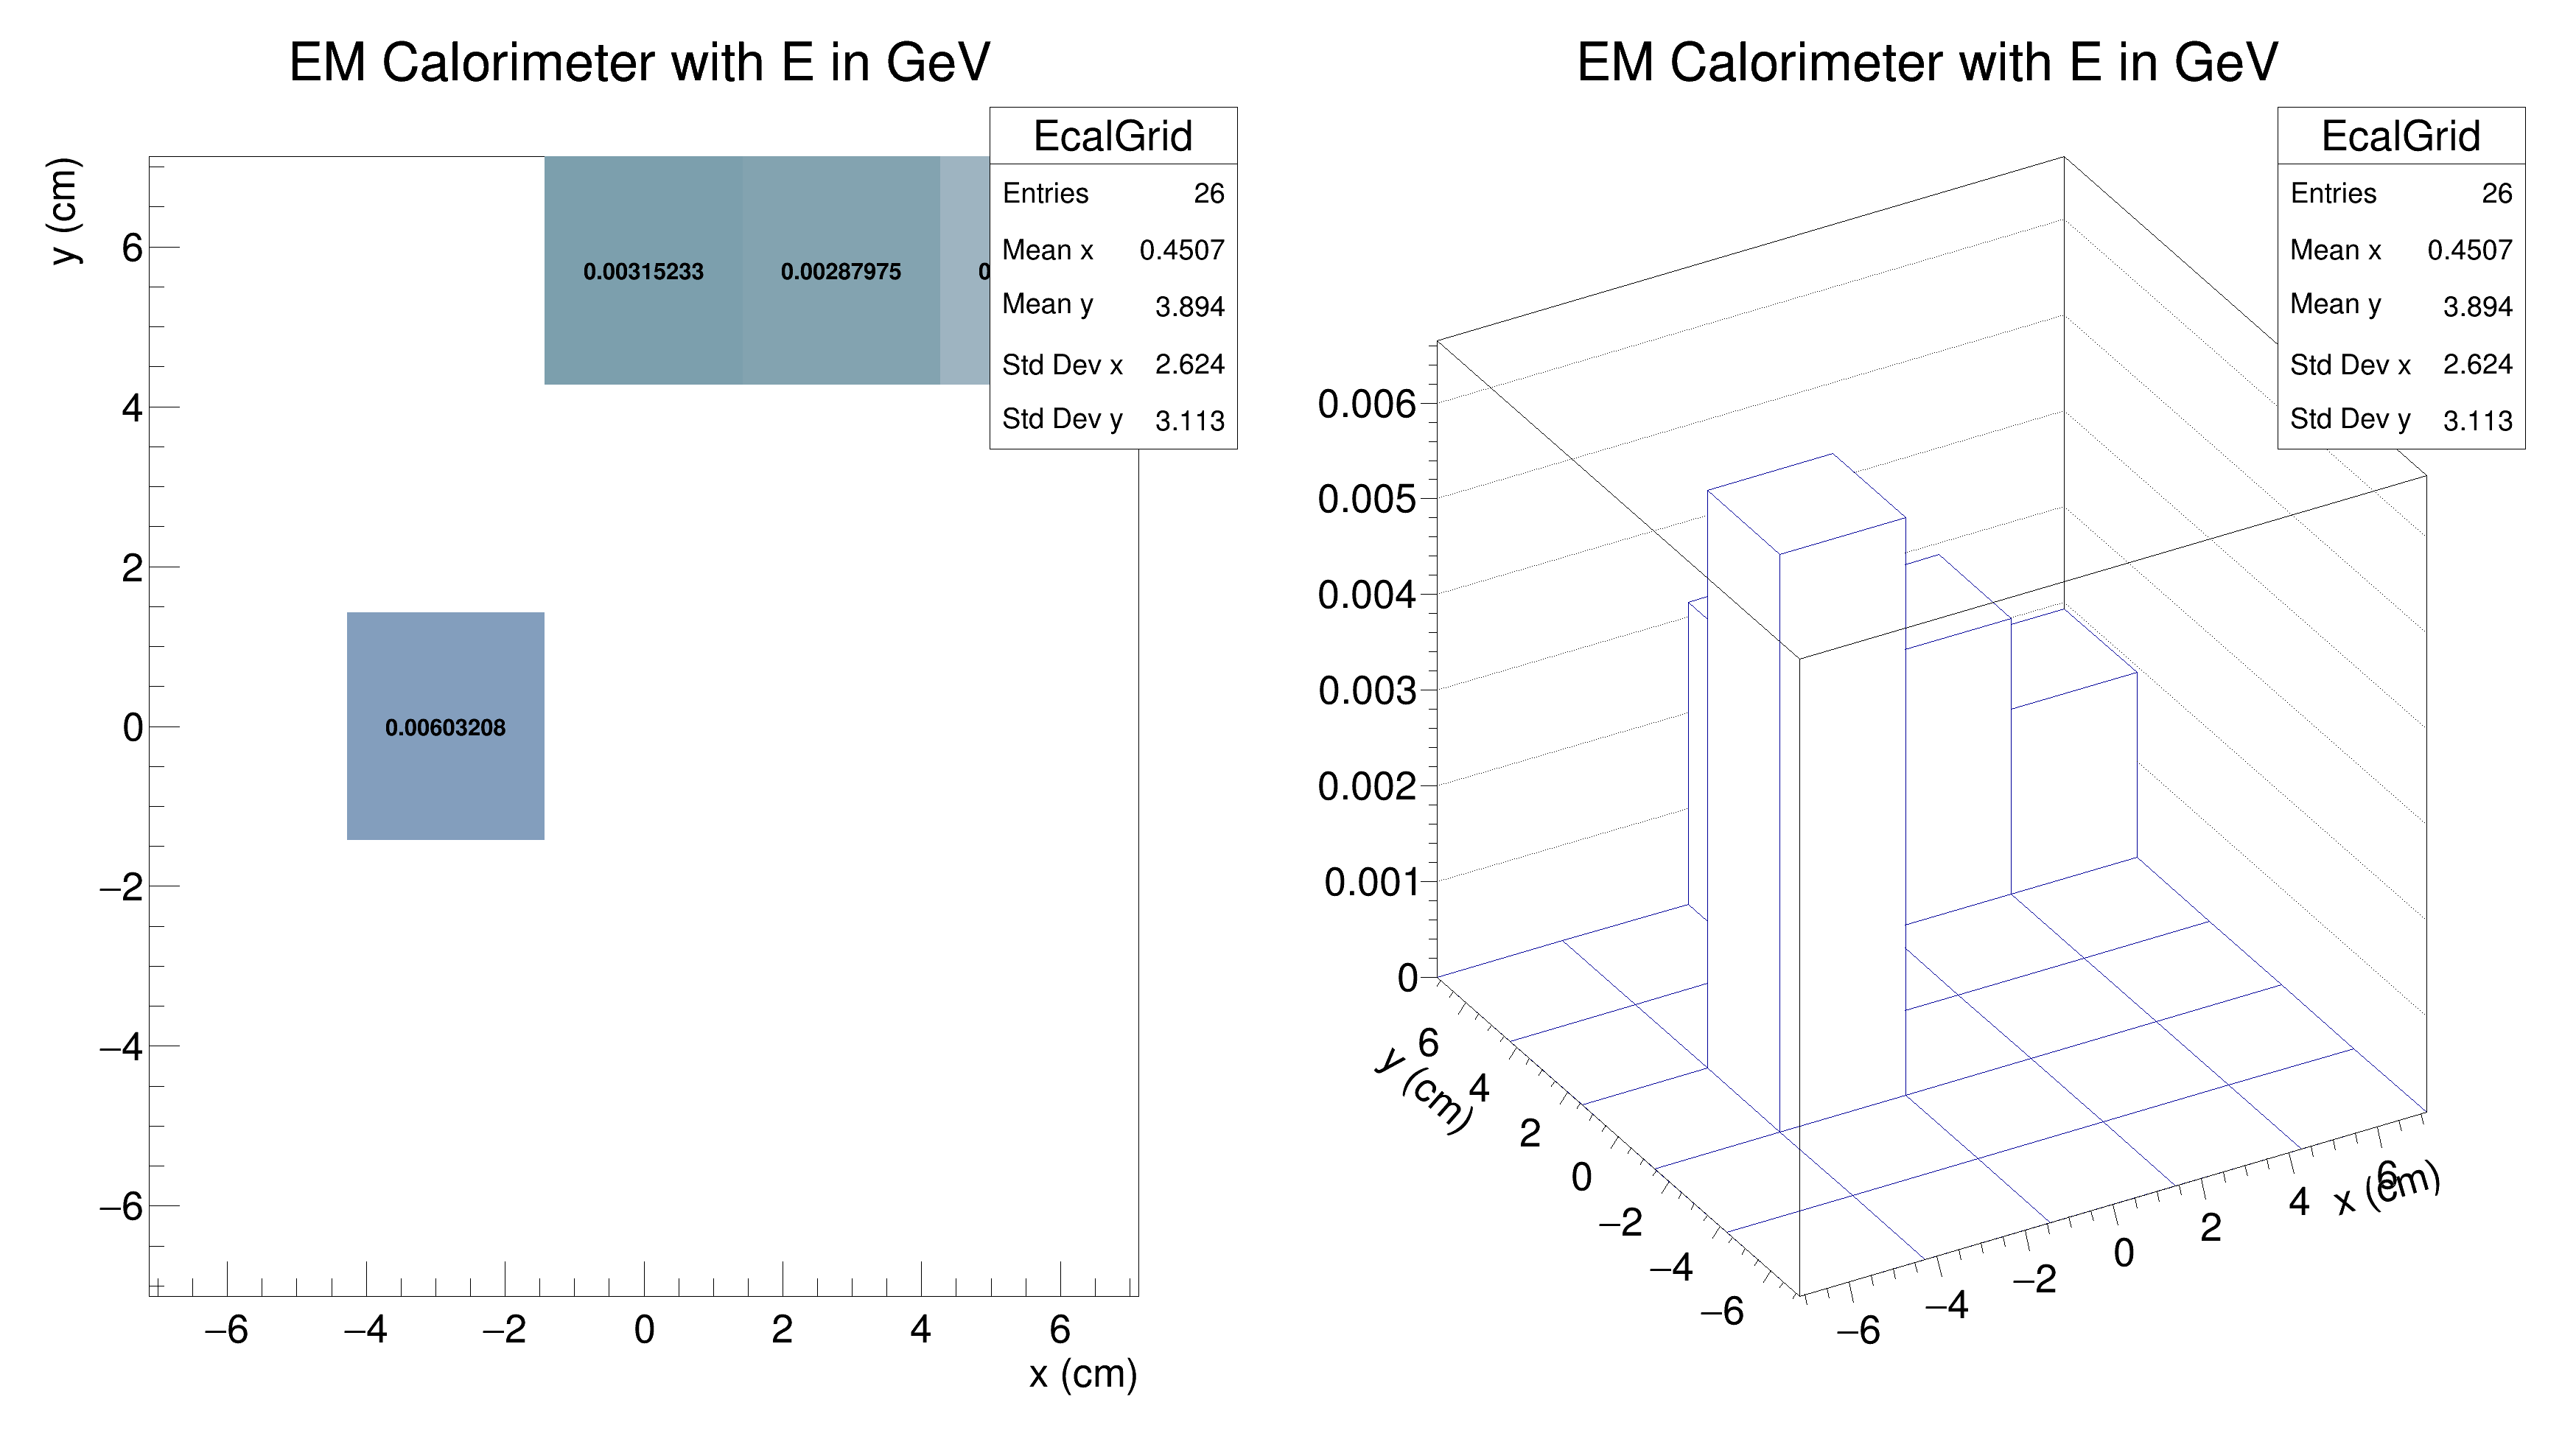 EM Calorimeter with E in GeV
y (cm)
EcalGrid
Entries 26
Mean x 0.4507
Mean y 3.894
Std Dev x 2.624
Std Dev y 3.113
0.00315233 0.00287975 0
0.00603208
6
4
2
0
−2
−4
−6
−6 −4 −2 0 2 4 6
x (cm)
EM Calorimeter with E in GeV
EcalGrid
Entries 26
Mean x 0.4507
Mean y 3.894
Std Dev x 2.624
Std Dev y 3.113
0.006
0.005
0.004
0.003
0.002
0.001
0
6
4
2
0
−2
−4
−6
y (cm)
−6 −4 −2 0 2 4 6
x (cm)